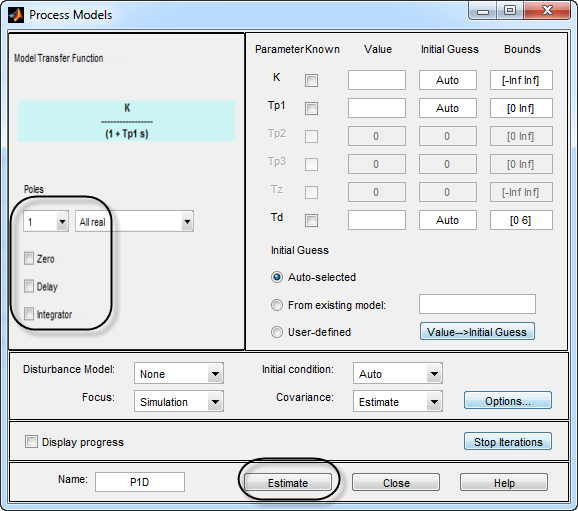 Process Models
Model Transfer Function
K
-----------------
(1 + Tp1 s)
Poles
1 All real
Zero
Delay
Integrator
Parameter Known Value Initial Guess Bounds
K Auto [-Inf Inf]
Tp1 Auto [0 Inf]
Tp2 0 0 [0 Inf]
Tp3 0 0 [0 Inf]
Tz 0 0 [-Inf Inf]
Td Auto [0 6]
Initial Guess
Auto-selected
From existing model:
User-defined Value-->Initial Guess
Disturbance Model: None Initial condition: Auto
Focus: Simulation Covariance: Estimate Options...
Display progress Stop Iterations
Name: P1D Estimate Close Help